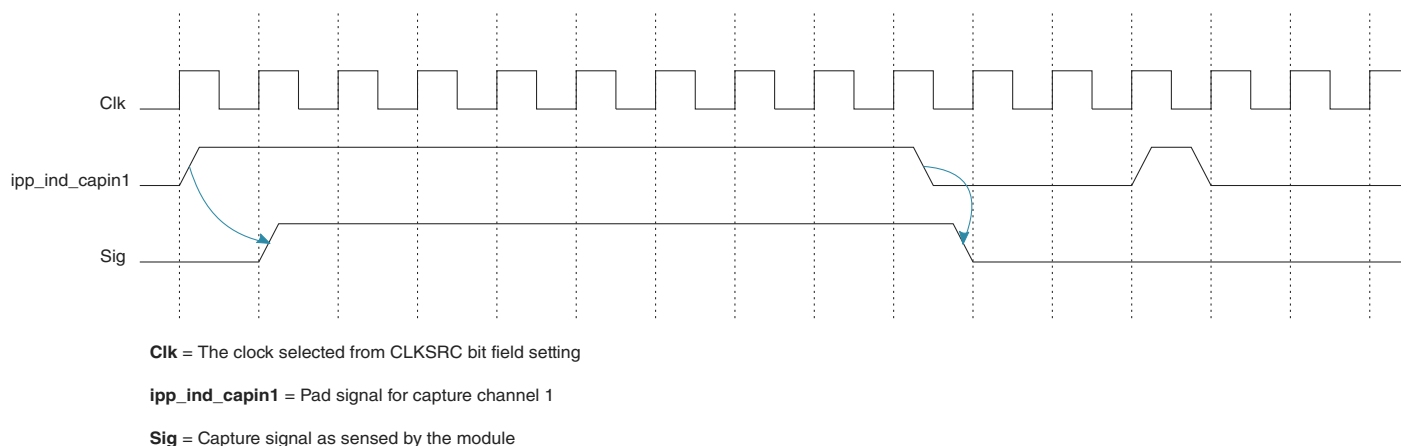 Clk
ipp_ind_capin1
Sig
Clk = The clock selected from CLKSRC bit field setting
ipp_ind_capin1 = Pad signal for capture channel 1
Sig = Capture signal as sensed by the module